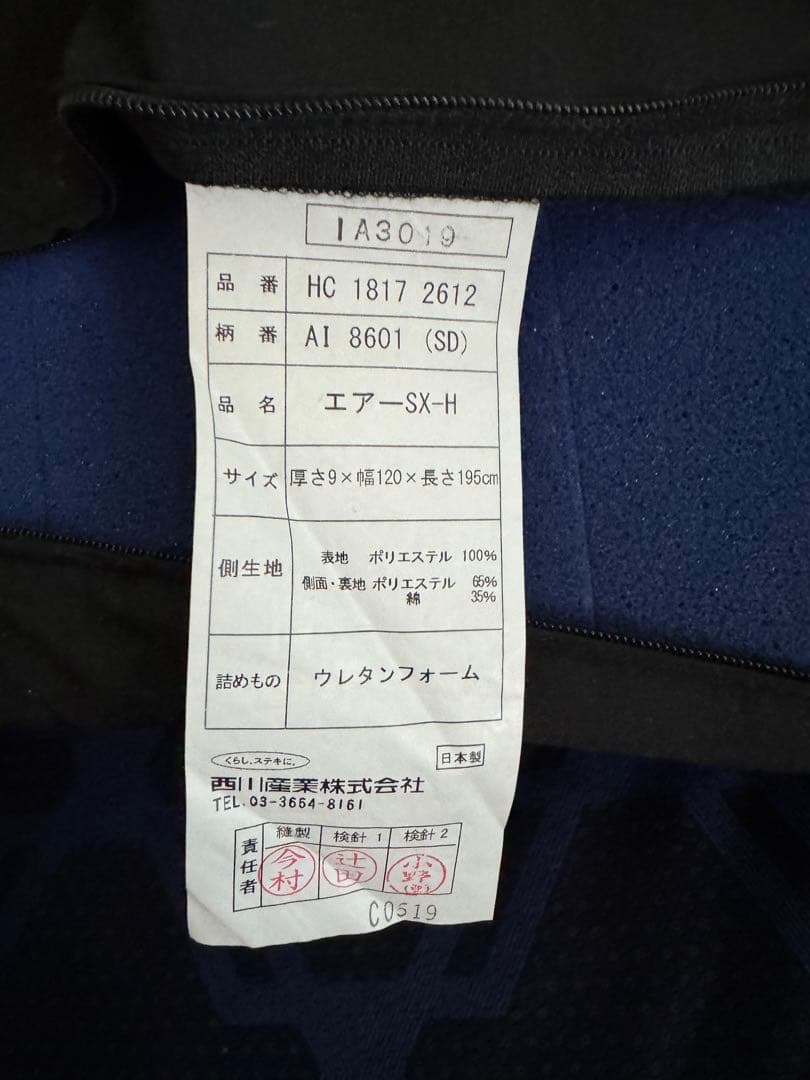 IA3019
品番 HC 1817 2612
柄番 AI 8601 (SD)
品名 エアーSX-H
サイズ 厚さ9×幅120×長さ195cm
側生地 表地 ポリエステル 100%
側面・裏地 ポリエステル 65%
綿 35%
詰めもの ウレタンフォーム
くらし、ステキに。
日本製
西川産業株式会社
TEL.03-3664-8161
責任者 縫製 検針1 検針2
今村 辻田 小野
C0519